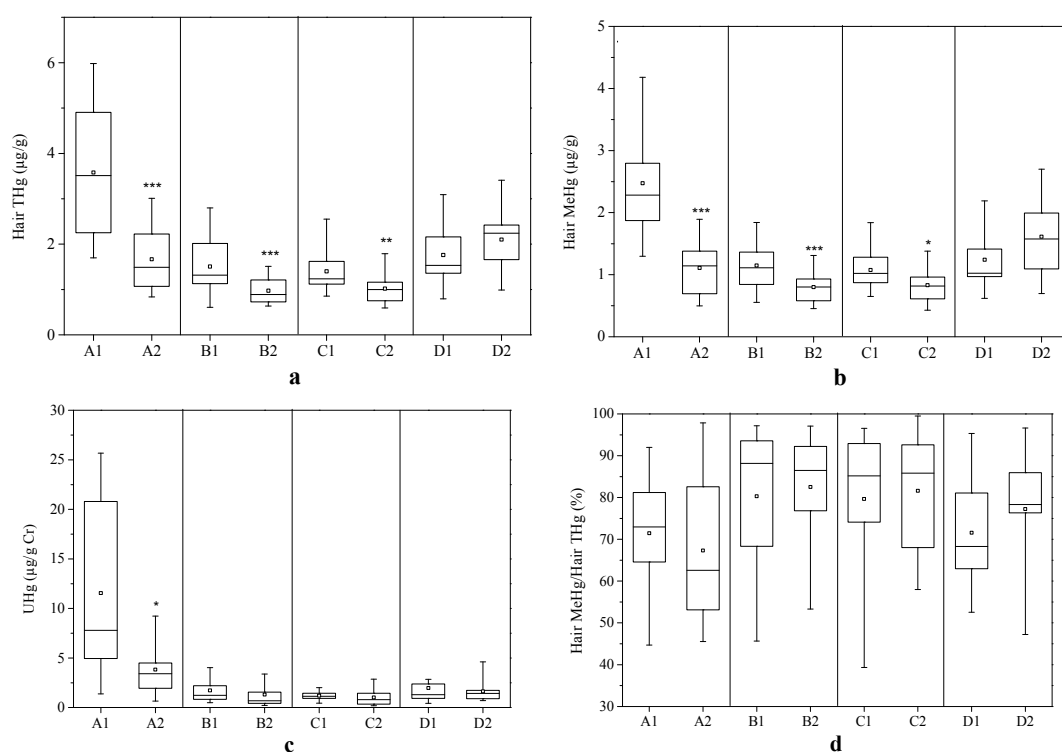 Hair THg (μg/g)
6
4
2
0
***
***
**
A1 A2 B1 B2 C1 C2 D1 D2
a
Hair MeHg (μg/g)
5
4
3
2
1
0
***
***
*
A1 A2 B1 B2 C1 C2 D1 D2
b
UHg (μg/g Cr)
30
25
20
15
10
5
0
*
A1 A2 B1 B2 C1 C2 D1 D2
c
Hair MeHg/Hair THg (%)
100
90
80
70
60
50
40
30
A1 A2 B1 B2 C1 C2 D1 D2
d